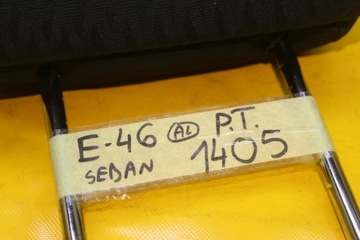 E-46 AL P.T.
SEDAN 1405